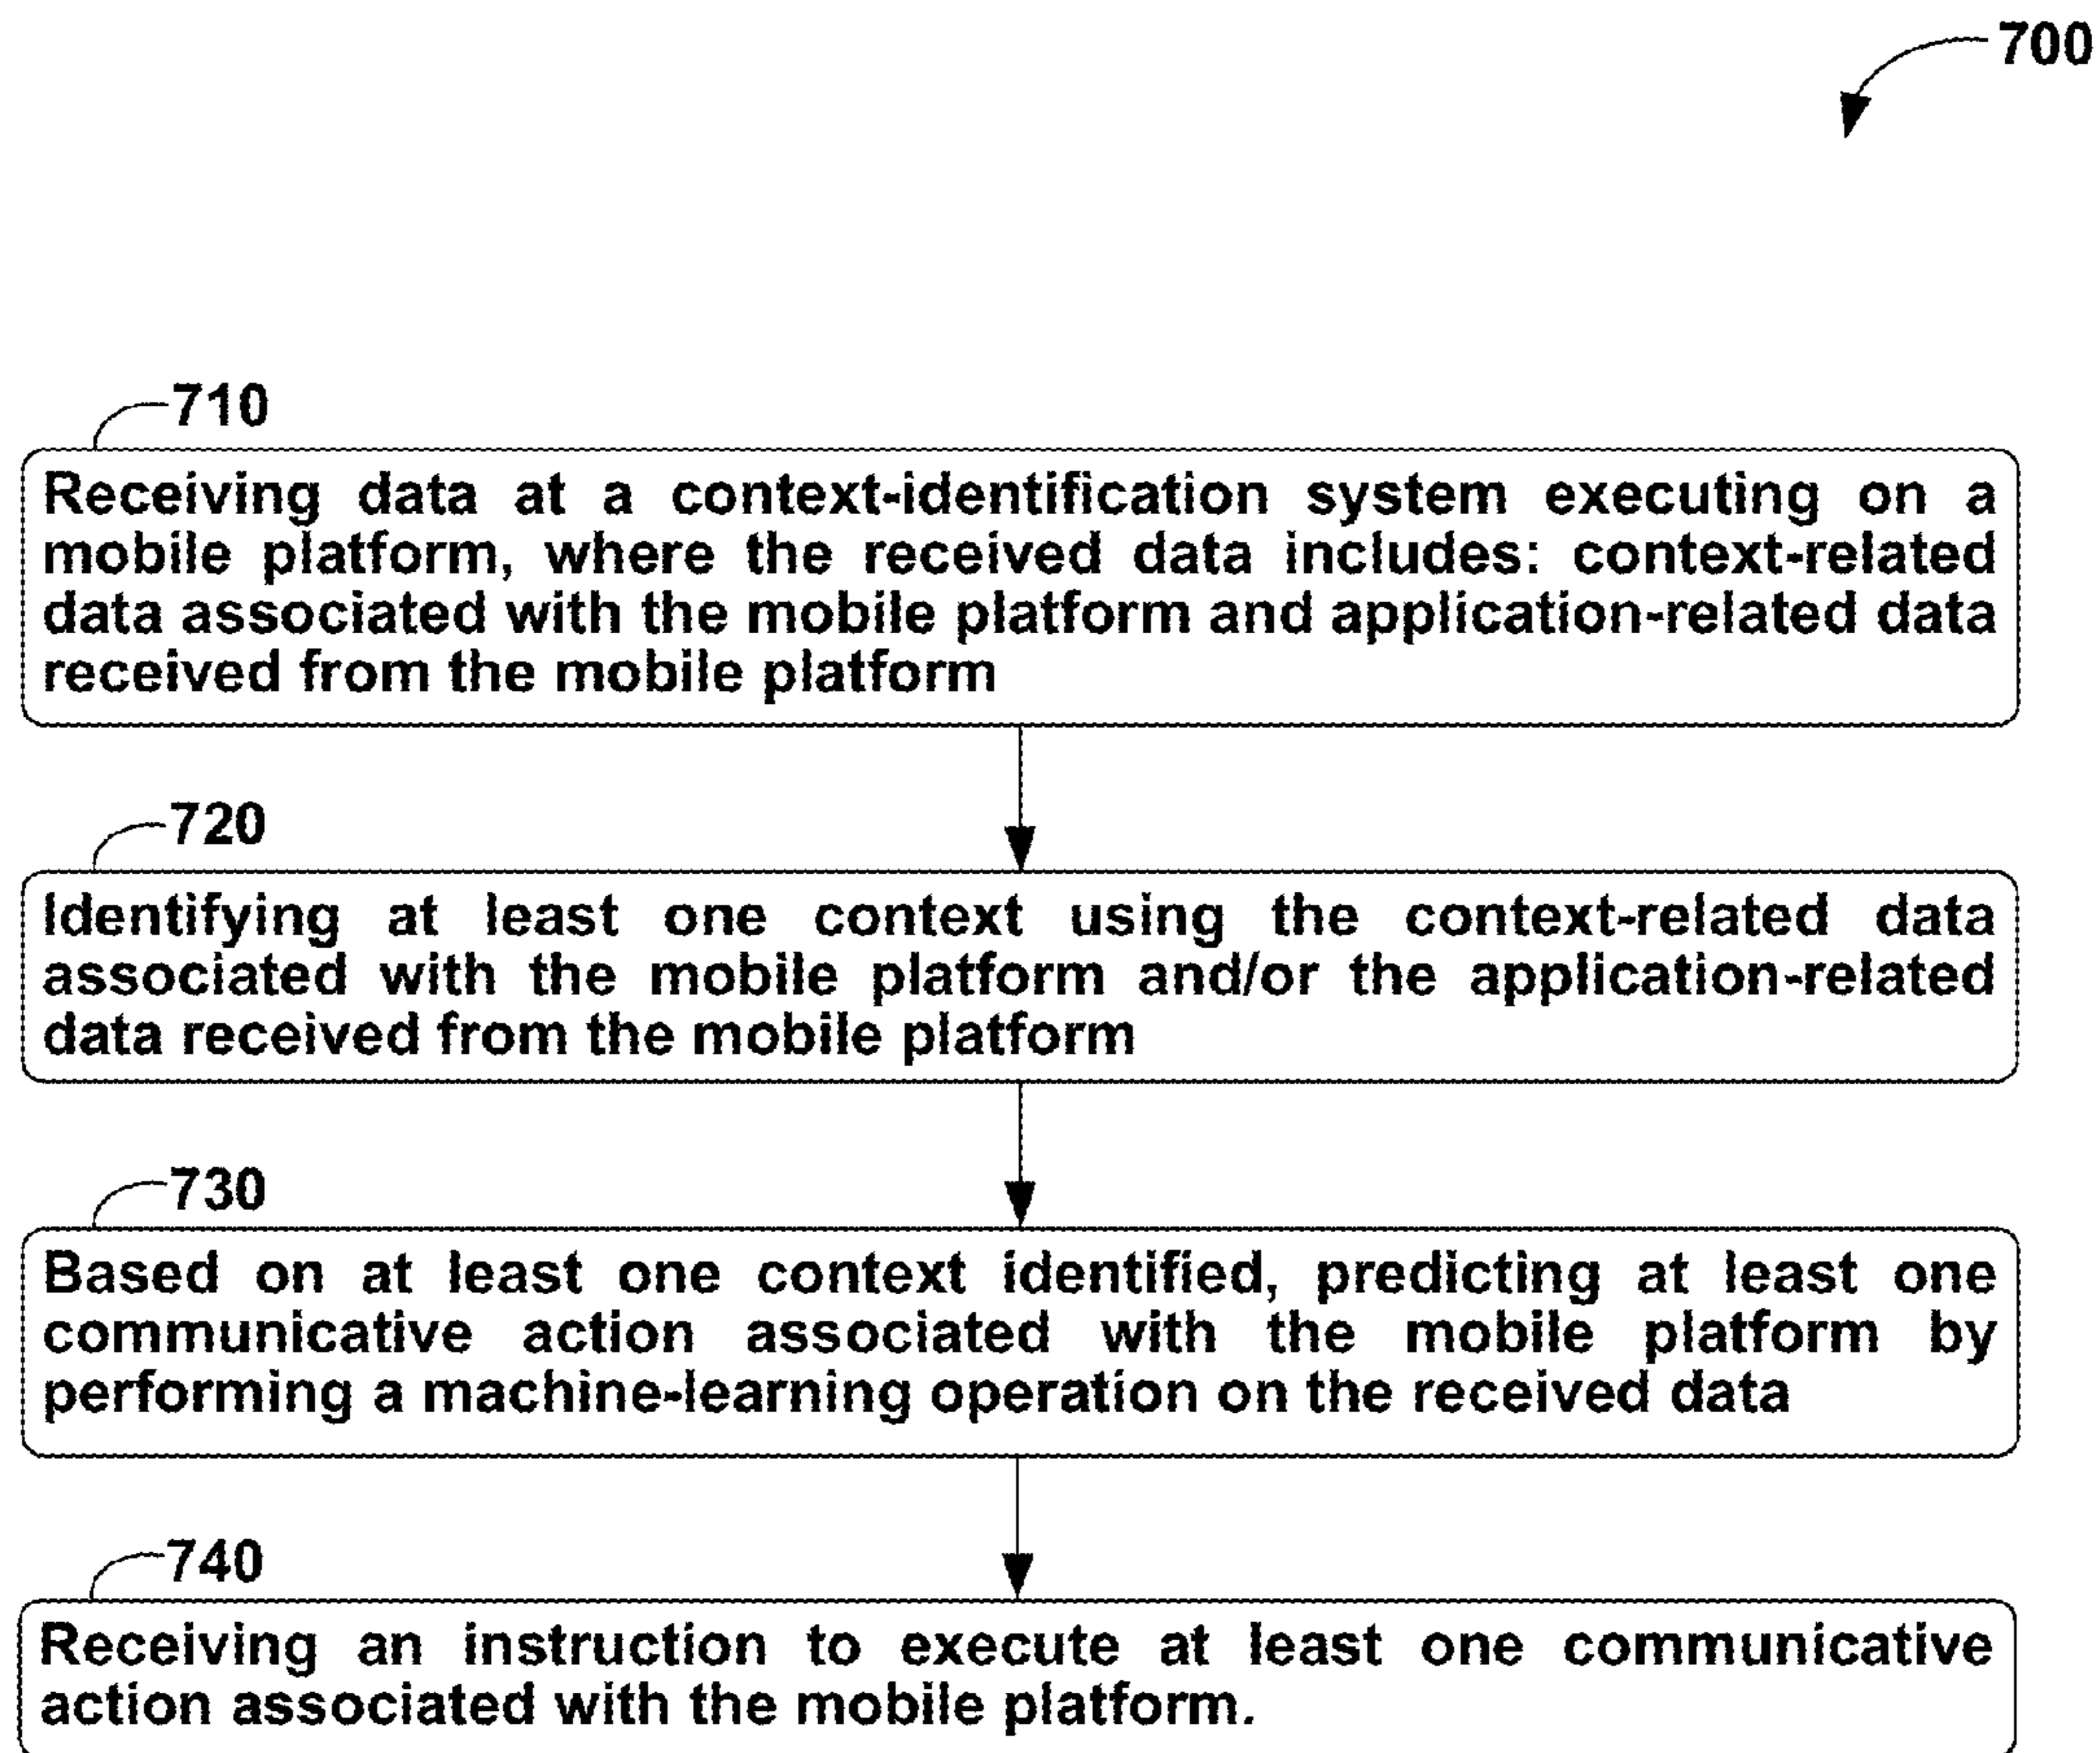 700
710
Receiving data at a context-identification system executing on a
mobile platform, where the received data includes: context-related
data associated with the mobile platform and application-related data
received from the mobile platform
720
Identifying at least one context using the context-related data
associated with the mobile platform and/or the application-related
data received from the mobile platform
730
Based on at least one context identified, predicting at least one
communicative action associated with the mobile platform by
performing a machine-learning operation on the received data
740
Receiving an instruction to execute at least one communicative
action associated with the mobile platform.